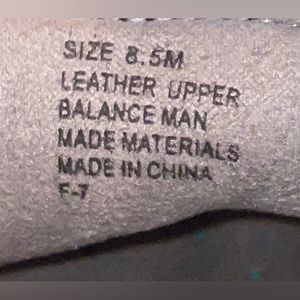 SIZE 8.5M
LEATHER UPPER
BALANCE MAN
MADE MATERIALS
MADE IN CHINA
F-7